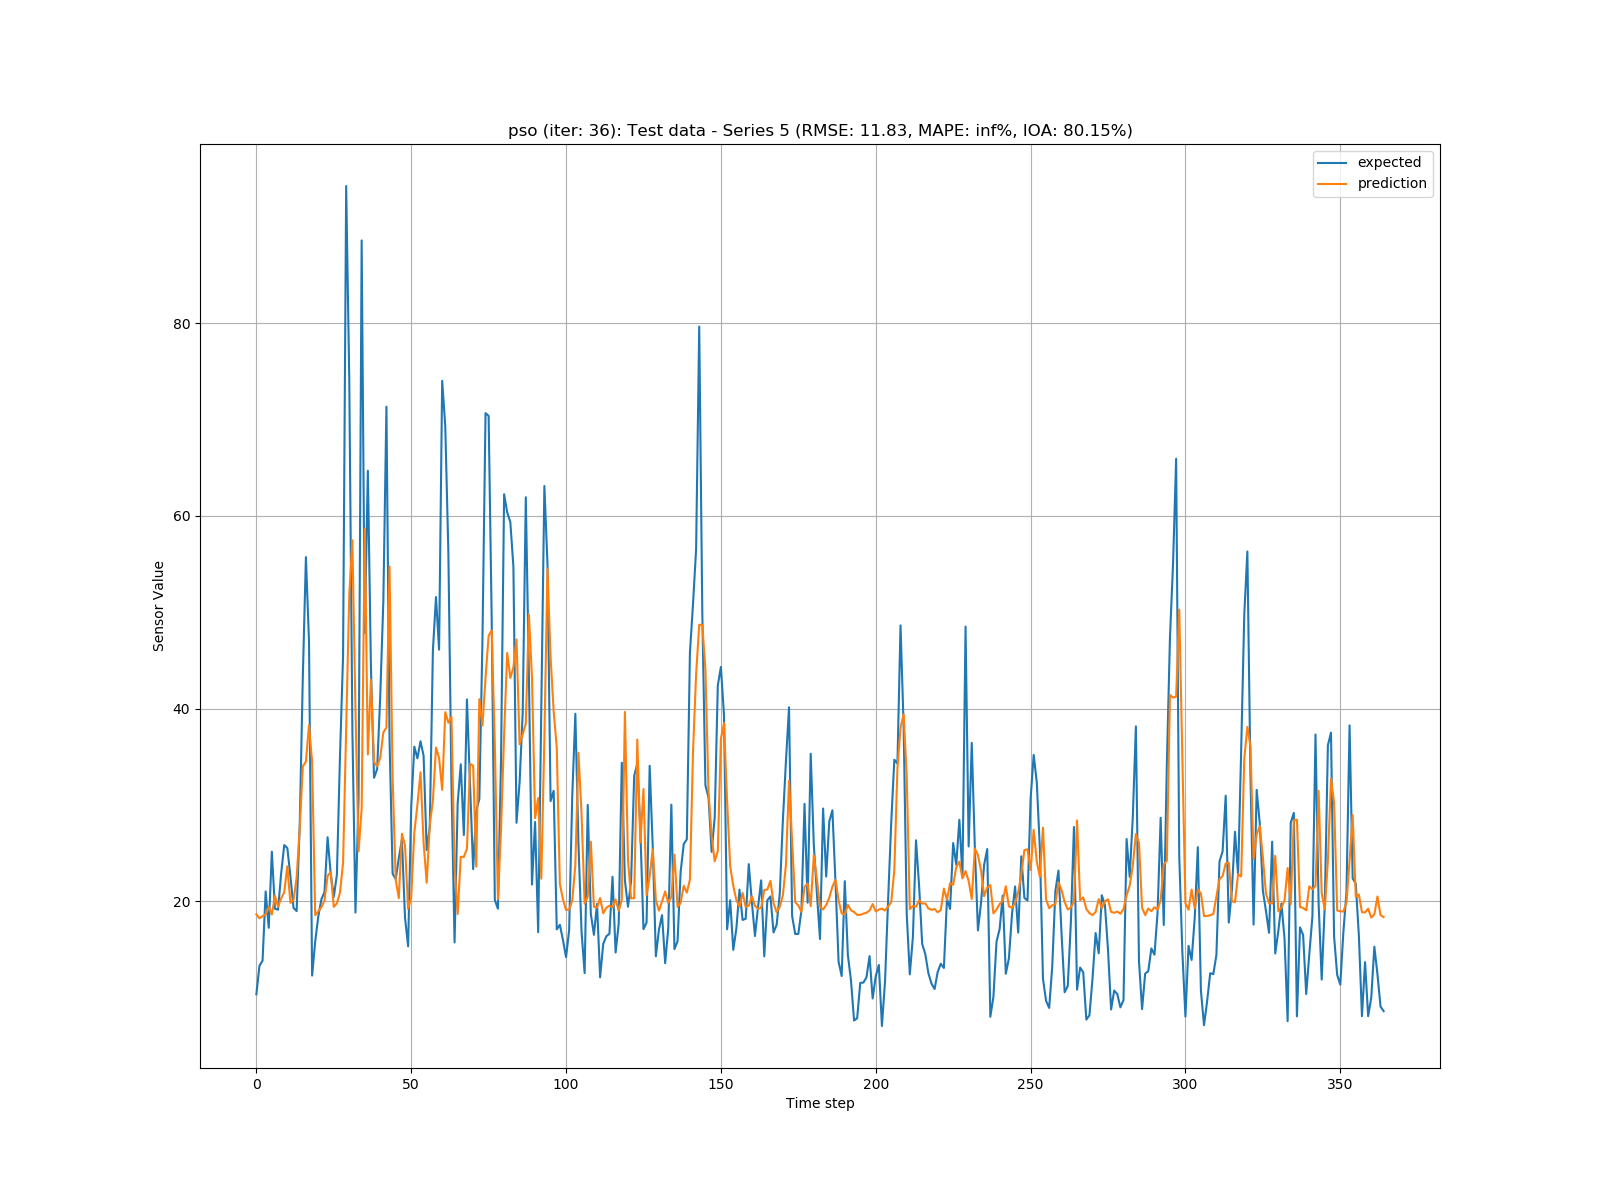 pso (iter: 36): Test data - Series 5 (RMSE: 11.83, MAPE: inf%, IOA: 80.15%)
expected
prediction
80
60
40
20
Sensor Value
0 50 100 150 200 250 300 350
Time step